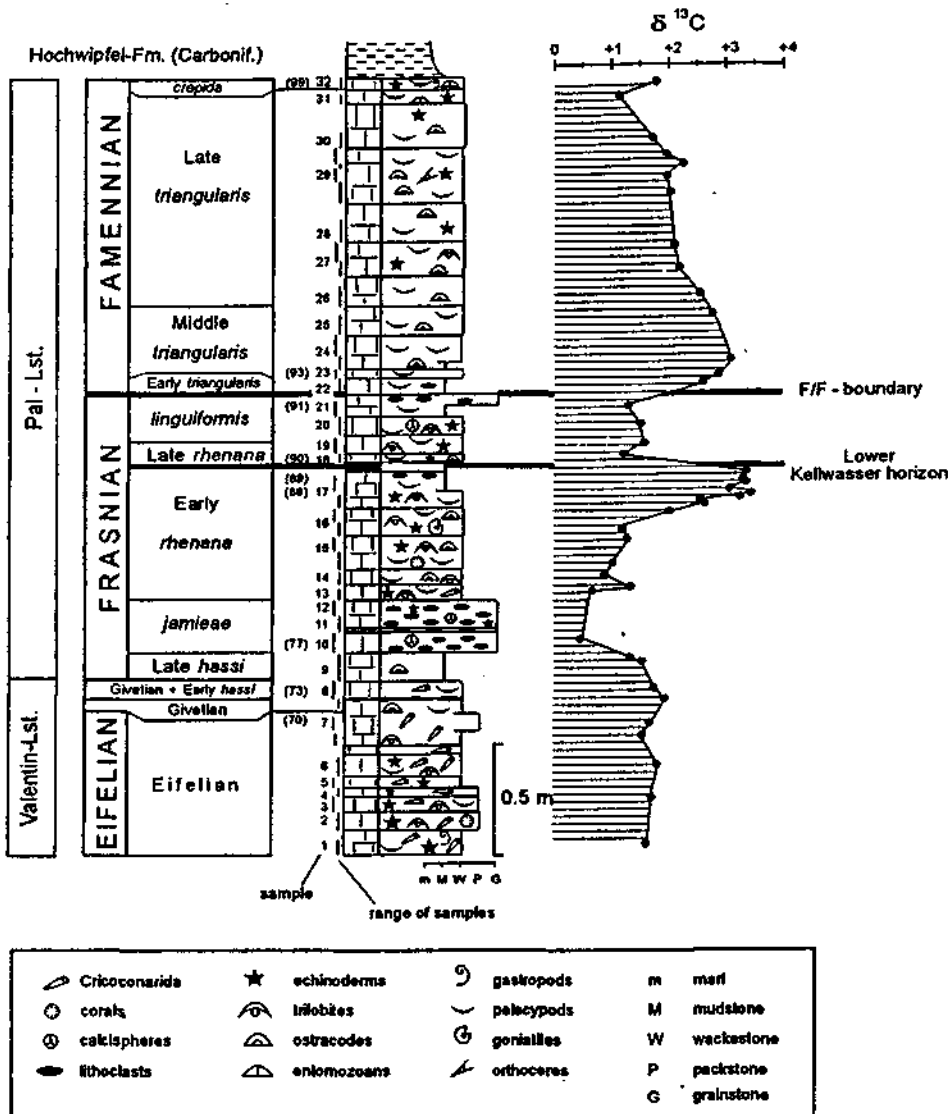 Hochwipfel-Fm. (Carbonif.)
δ 13C
0 +1 +2 +3 +4
Pal - Lst.
Valentin-Lst.
FAMENNIAN
FRASNIAN
EIFELIAN
crepida
Late
triangularis
Middle
triangularis
Early triangularis
linguiformis
Late rhenana
Early
rhenana
jamieae
Late hassi
Givetian + Early hassi
Givetian
Eifelian
(99)
(93)
(91)
(90)
(77)
(73)
(70)
32
31
30
29
28
27
26
25
24
23
22
21
20
19
18
17
16
15
14
13
12
11
10
9
8
7
6
5
4
3
2
1
F/F - boundary
Lower
Kellwasser horizon
0.5 m
m M W P G
sample
range of samples
Cricoconarida echinoderms gastropods m marl
corals trilobites pelecypods M mudstone
calcispheres ostracodes goniatites W wackestone
lithoclasts entomozoans orthoceres P packstone
G grainstone